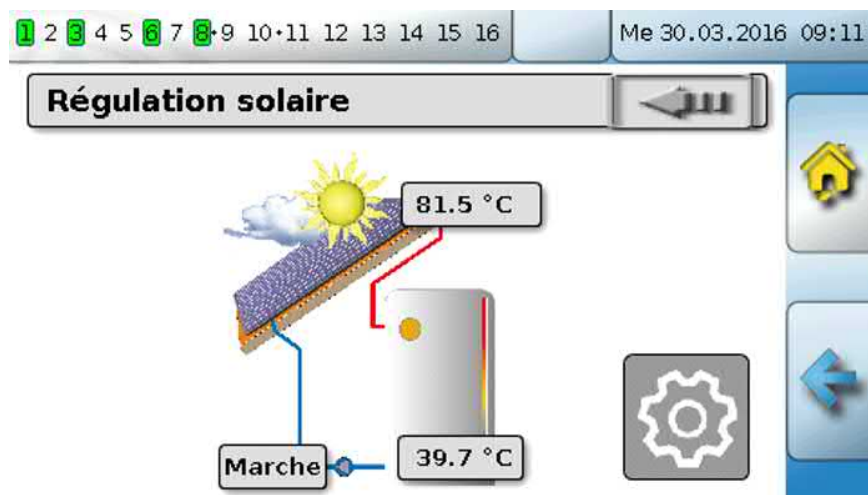 1 2 3 4 5 6 7 8·9 10·11 12 13 14 15 16 Me 30.03.2016 09:11
Régulation solaire
81.5 °C
Marche 39.7 °C